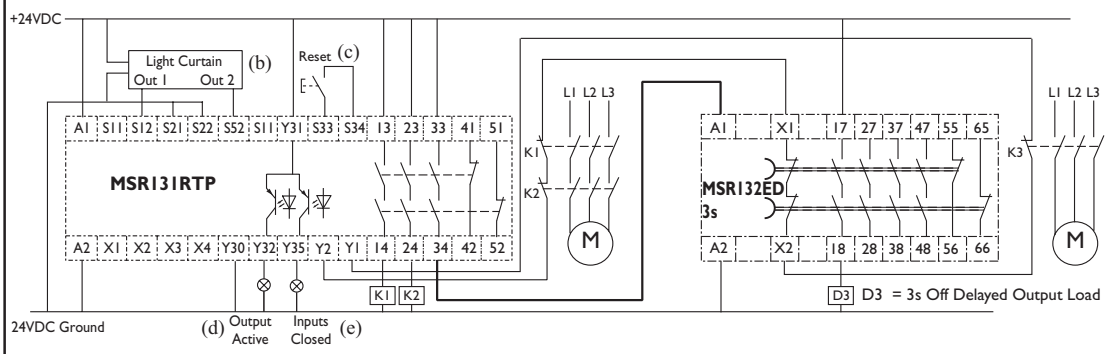 +24VDC
Light Curtain (b)
Out 1 Out 2
Reset (c)
L1 L2 L3
L1 L2 L3
A1 S11 S12 S21 S22 S52 S11 Y31 S33 S34 13 23 33 41 51
A1 X1 17 27 37 47 55 65
K1
K3
MSR131RTP
K2
MSR132ED
3s
M
M
A2 X1 X2 X3 X4 Y30 Y32 Y35 Y2 Y1 14 24 34 42 52
A2 X2 18 28 38 48 56 66
K1 K2
D3 D3 = 3s Off Delayed Output Load
24VDC Ground
(d) Output Active
Inputs Closed (e)